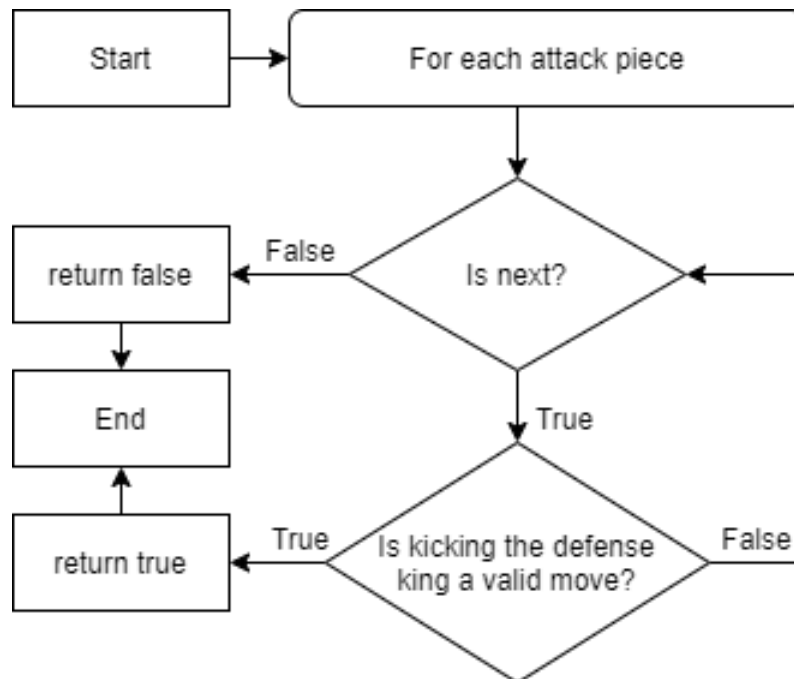 Start
For each attack piece
False
return false
Is next?
End
True
True
Is kicking the defense
king a valid move?
False
return true